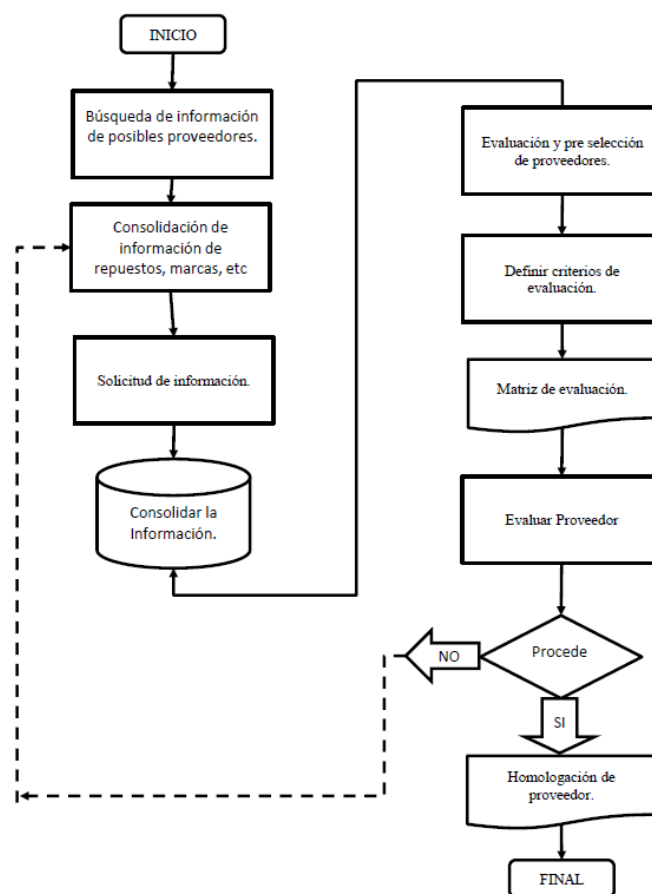 INICIO
Búsqueda de información
de posibles proveedores.
Consolidación de
información de
repuestos, marcas, etc
Solicitud de información.
Consolidar la
Información.
Evaluación y pre selección
de proveedores.
Definir criterios de
evaluación.
Matriz de evaluación.
Evaluar Proveedor
Procede
NO
SI
Homologación de
proveedor.
FINAL